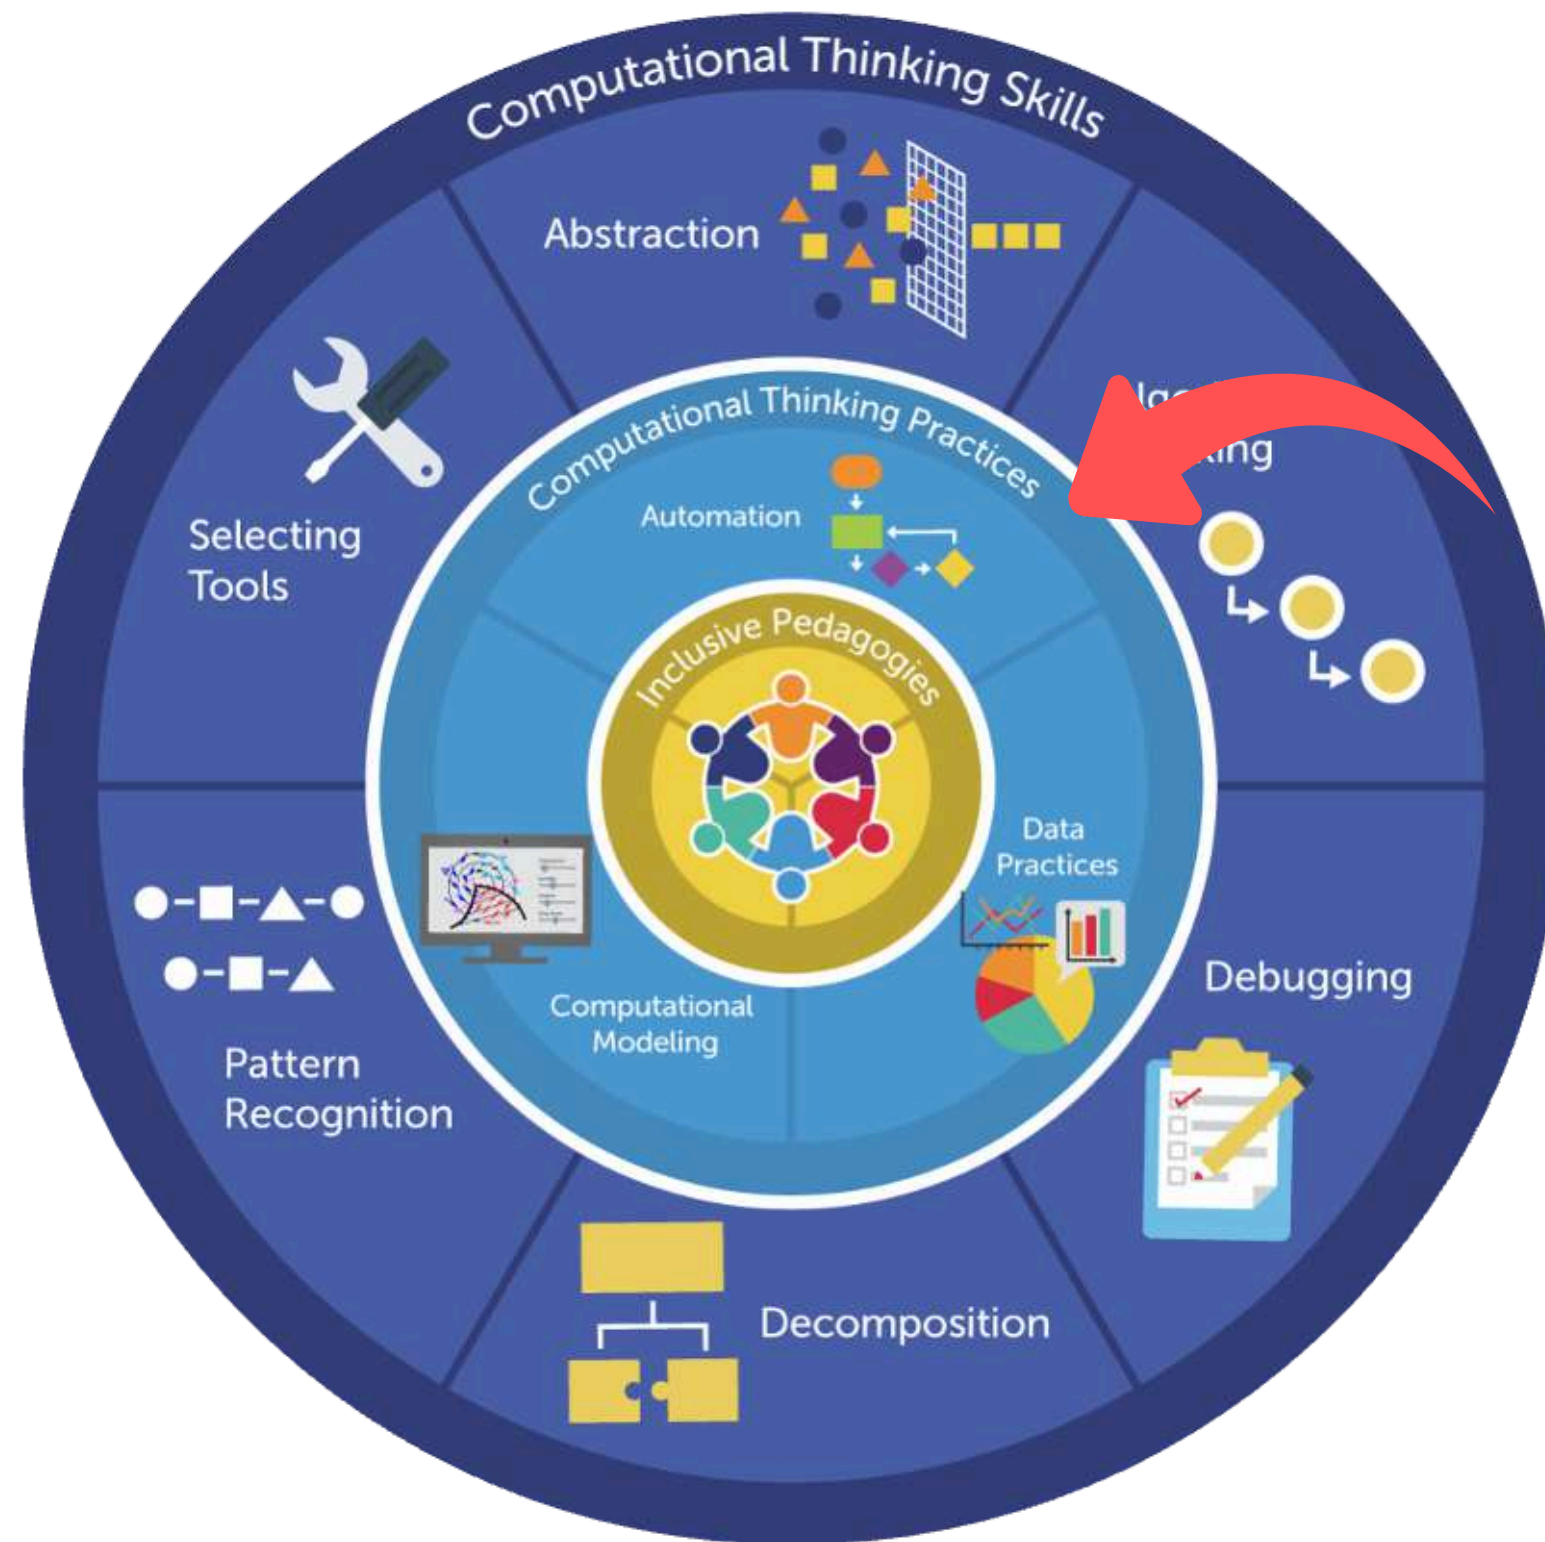 Computational Thinking Skills
Abstraction
Selecting
Tools
Computational Thinking Practices
Automation
Inclusive Pedagogies
Data
Practices
Computational
Modeling
Pattern
Recognition
Debugging
Decomposition